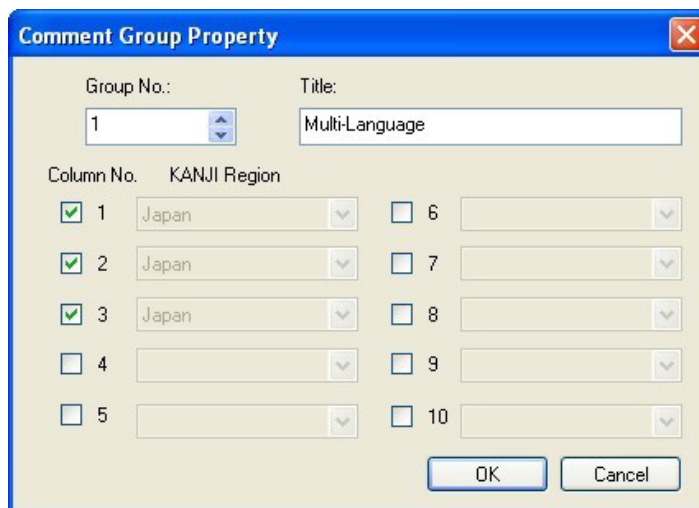 Comment Group Property
Group No.: Title:
1 Multi-Language
Column No. KANJI Region
1 Japan 6
2 Japan 7
3 Japan 8
4 9
5 10
OK Cancel